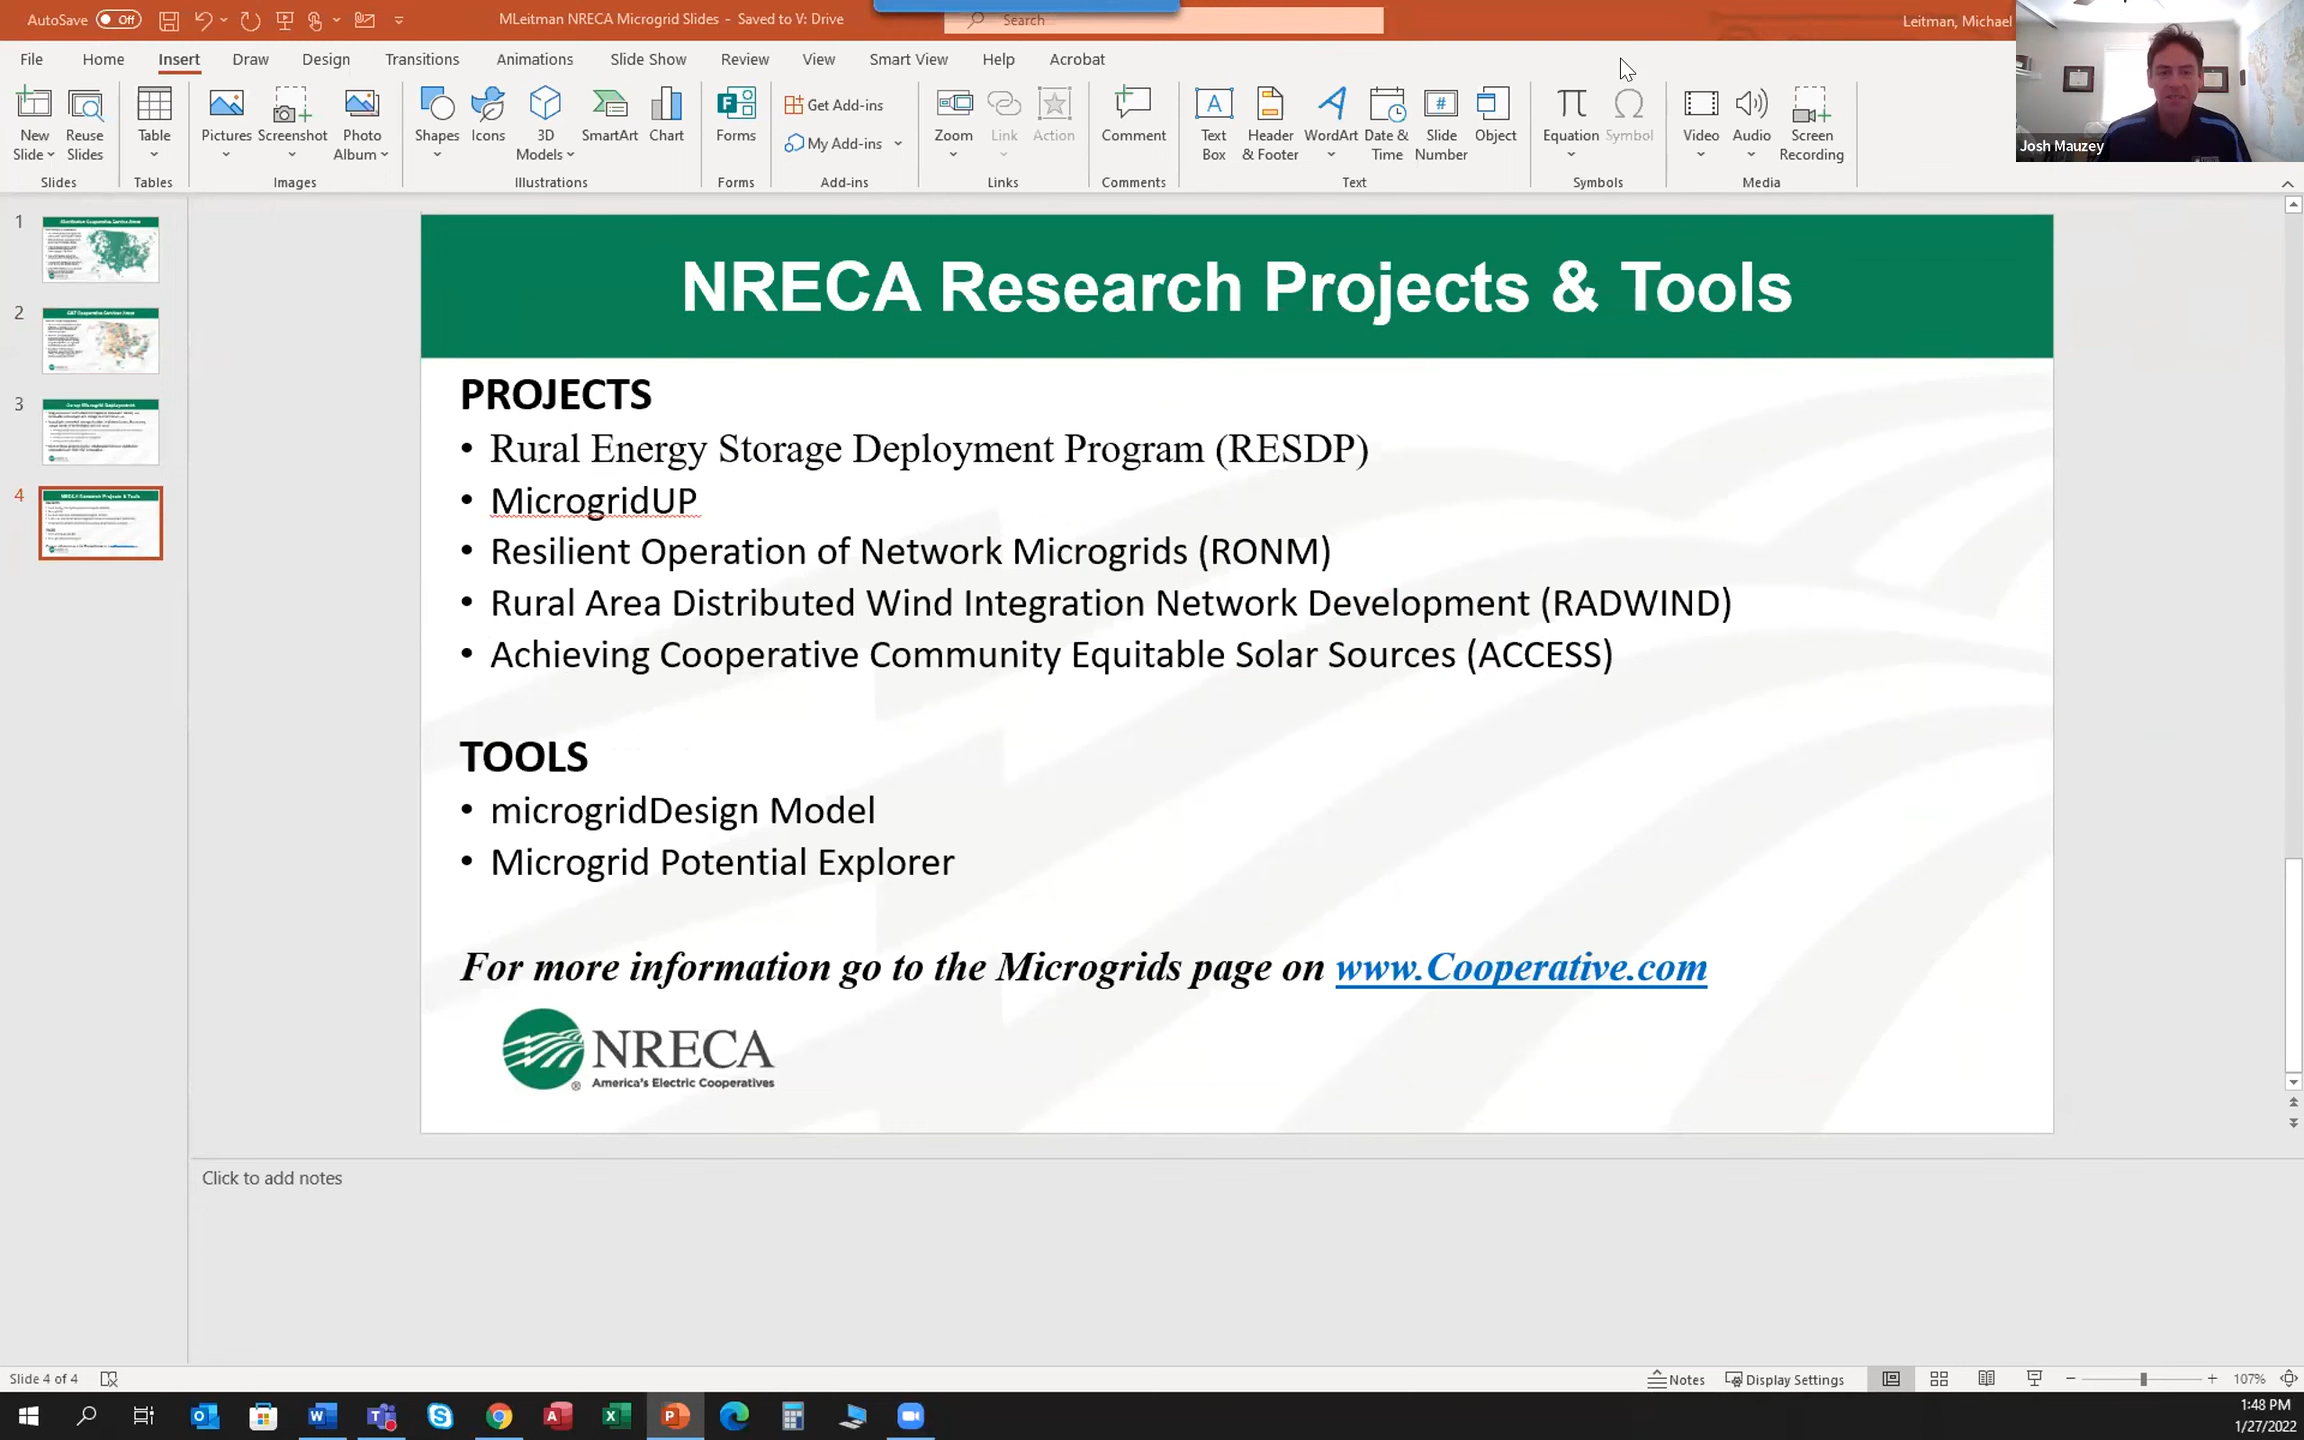 AutoSave Off
MLeitman NRECA Microgrid Slides - Saved to V: Drive
Search
Leitman, Michael
File Home Insert Draw Design Transitions Animations Slide Show Review View Smart View Help Acrobat
New Slide
Reuse Slides
Table
Pictures
Screenshot
Photo Album
Shapes
Icons
3D Models
SmartArt
Chart
Forms
Get Add-ins
My Add-ins
Zoom
Link
Action
Comment
Text Box
Header & Footer
WordArt
Date & Time
Slide Number
Object
Equation
Symbol
Video
Audio
Screen Recording
Slides Tables Images Illustrations Forms Add-ins Links Comments Text Symbols Media
Josh Mauzey
1
2
3
4
NRECA Research Projects & Tools
PROJECTS
• Rural Energy Storage Deployment Program (RESDP)
• MicrogridUP
• Resilient Operation of Network Microgrids (RONM)
• Rural Area Distributed Wind Integration Network Development (RADWIND)
• Achieving Cooperative Community Equitable Solar Sources (ACCESS)
TOOLS
• microgridDesign Model
• Microgrid Potential Explorer
For more information go to the Microgrids page on www.Cooperative.com
NRECA
America's Electric Cooperatives
Click to add notes
Slide 4 of 4
Notes
Display Settings
107%
1:48 PM
1/27/2022